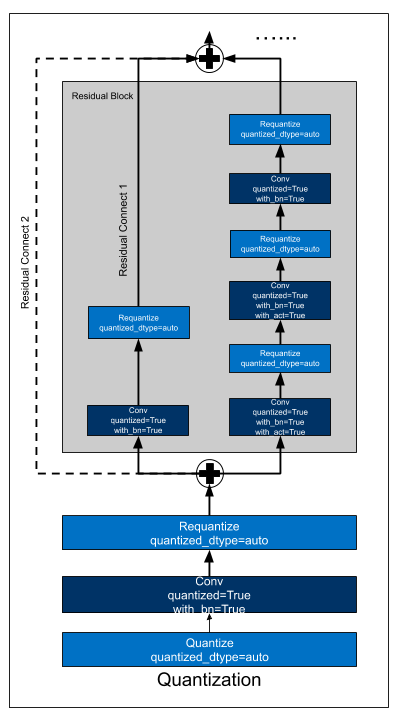 ......
Residual Block
Requantize
quantized_dtype=auto
Conv
quantized=True
with_bn=True
Requantize
quantized_dtype=auto
Residual Connect 1
Residual Connect 2
Conv
quantized=True
with_bn=True
with_act=True
Requantize
quantized_dtype=auto
Requantize
quantized_dtype=auto
Conv
quantized=True
with_bn=True
Conv
quantized=True
with_bn=True
with_act=True
Requantize
quantized_dtype=auto
Conv
quantized=True
with_bn=True
Quantize
quantized_dtype=auto
Quantization